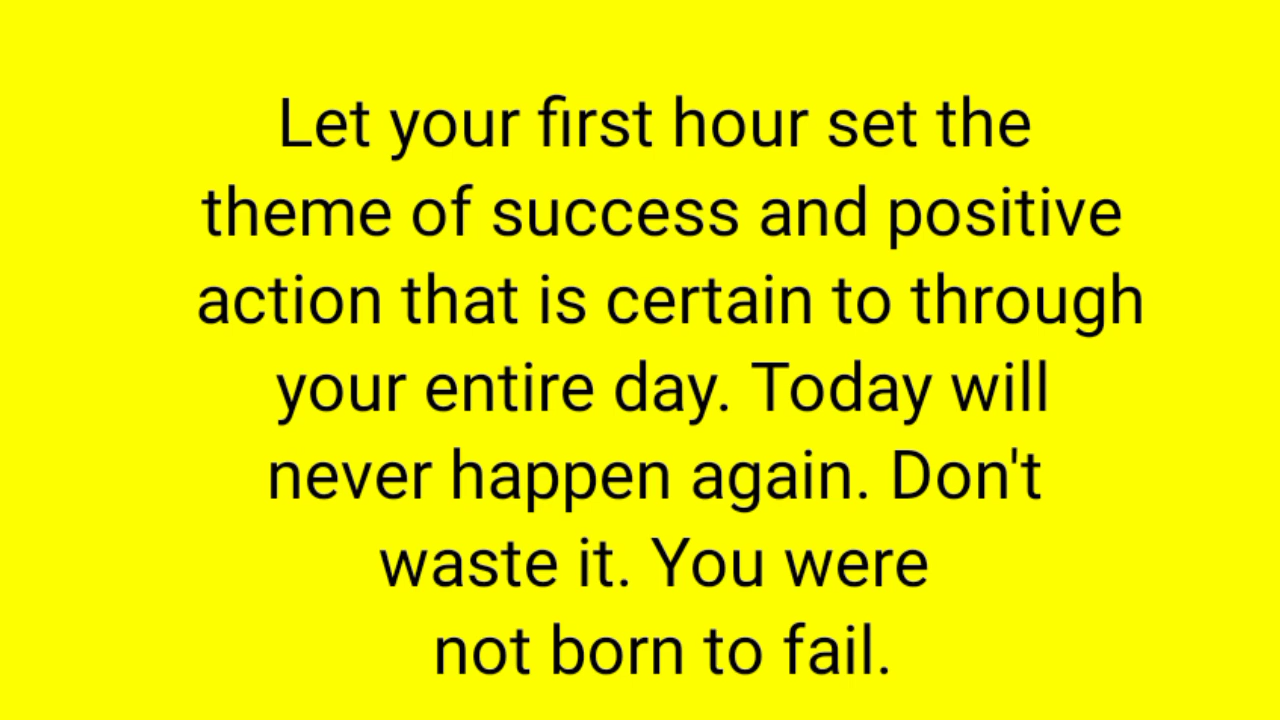 Let your first hour set the
theme of success and positive
action that is certain to through
your entire day. Today will
never happen again. Don't
waste it. You were
not born to fail.